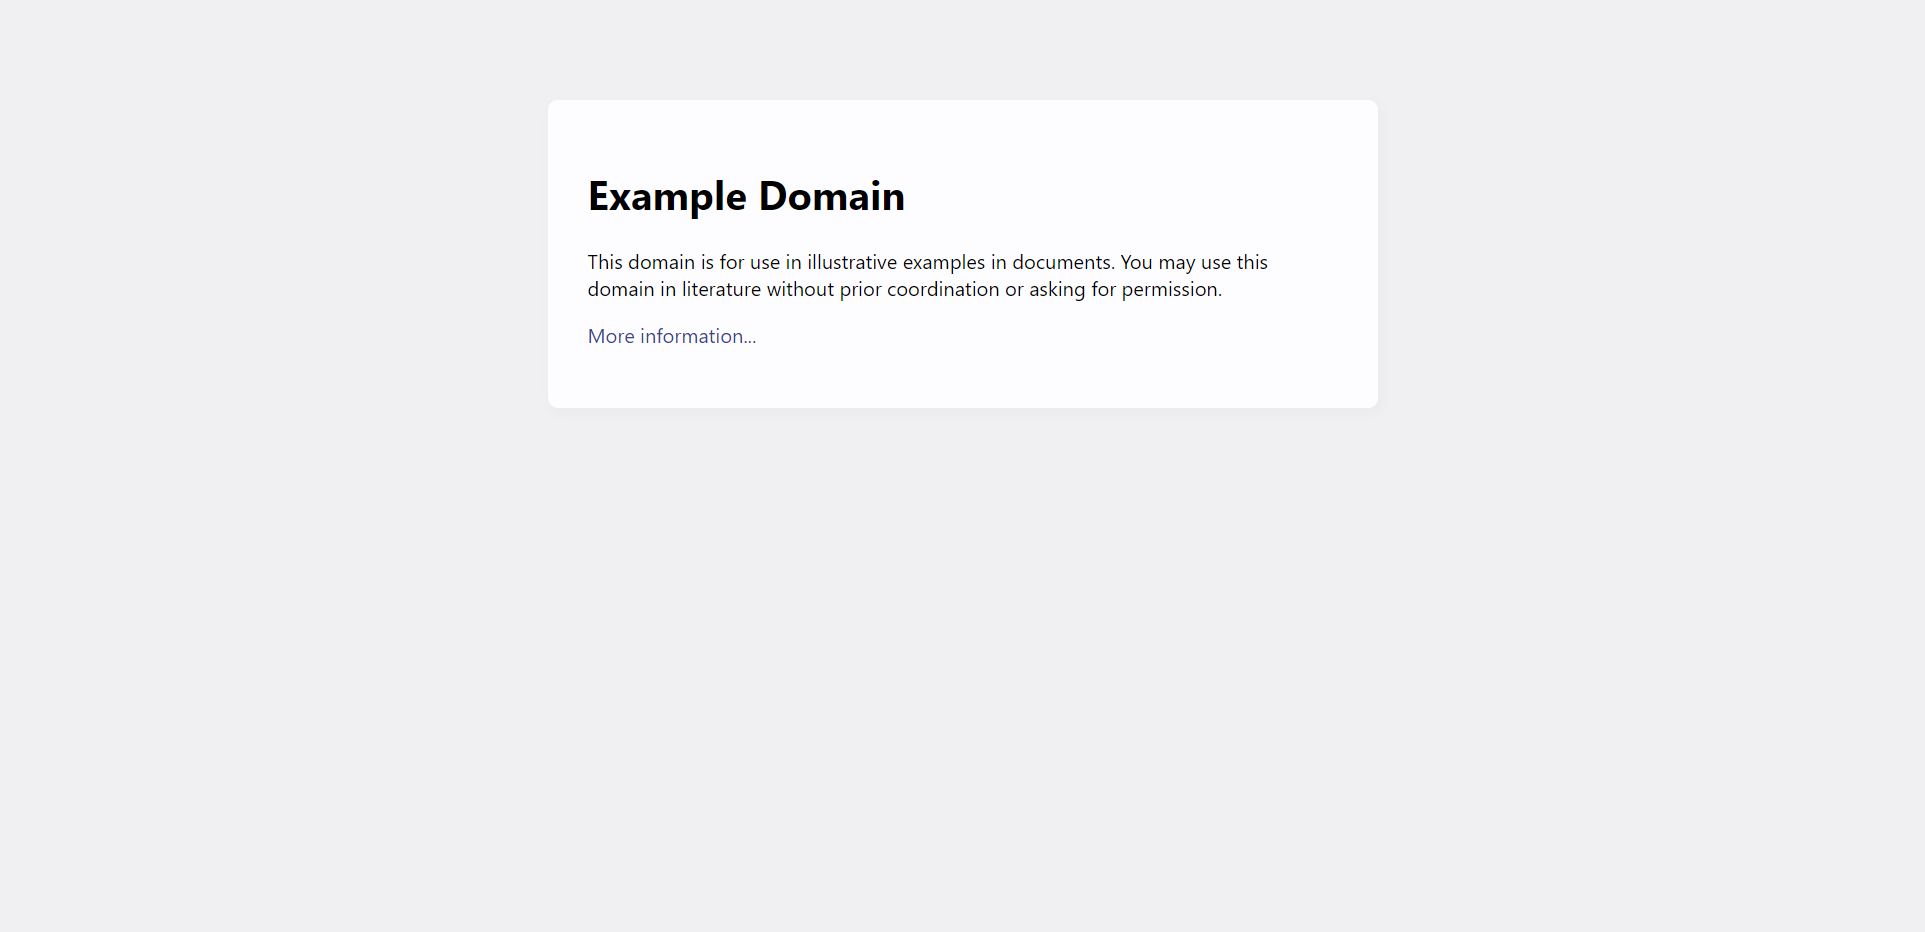 Example Domain
This domain is for use in illustrative examples in documents. You may use this
domain in literature without prior coordination or asking for permission.
More information...